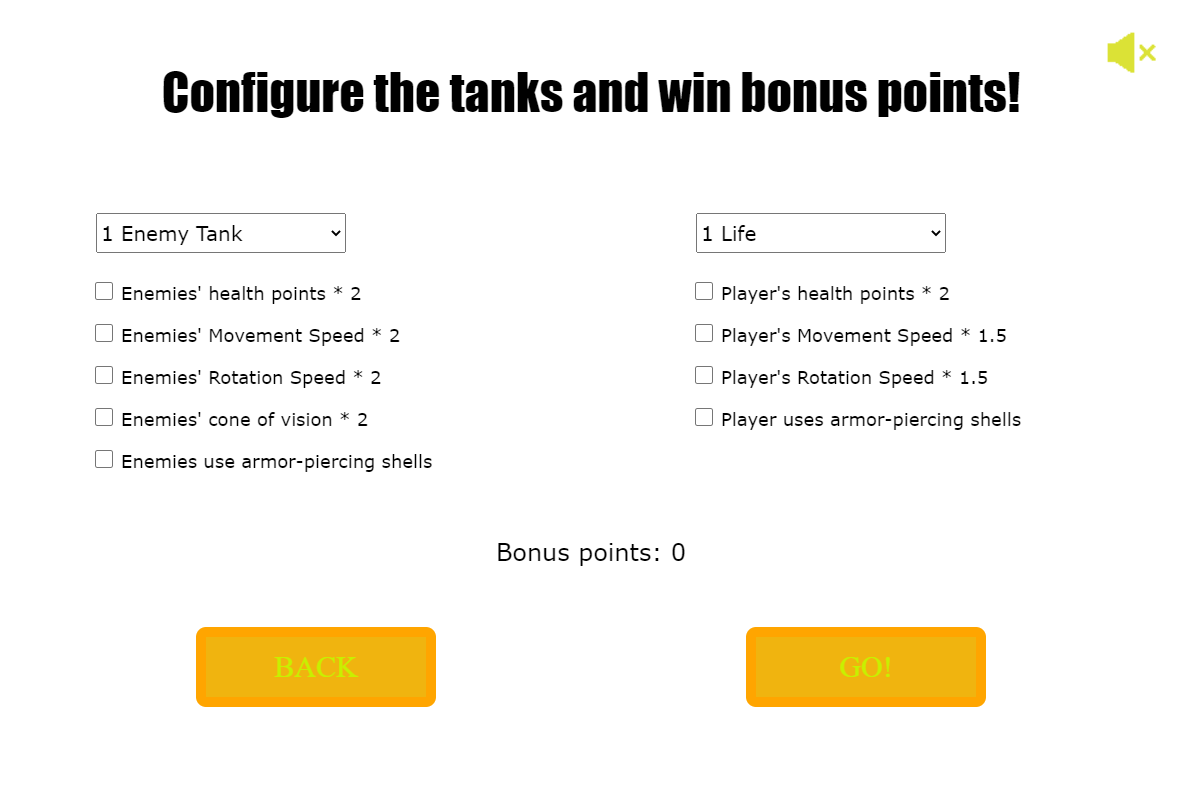 Configure the tanks and win bonus points!
1 Enemy Tank
Enemies' health points * 2
Enemies' Movement Speed * 2
Enemies' Rotation Speed * 2
Enemies' cone of vision * 2
Enemies use armor-piercing shells
1 Life
Player's health points * 2
Player's Movement Speed * 1.5
Player's Rotation Speed * 1.5
Player uses armor-piercing shells
Bonus points: 0
BACK
GO!